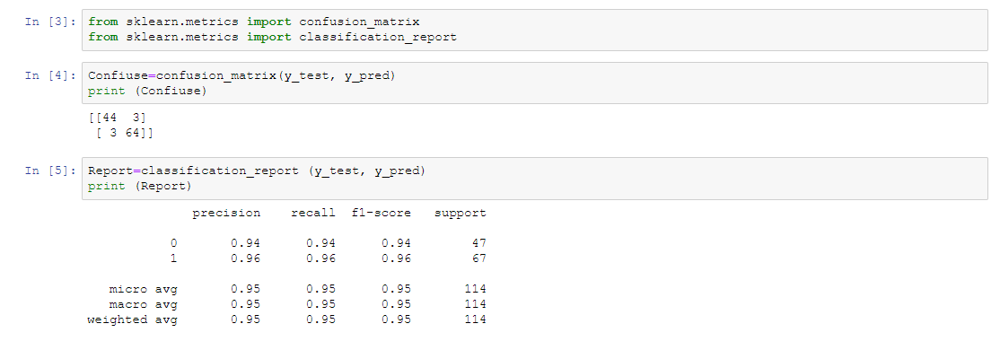 In [3]: from sklearn.metrics import confusion_matrix
from sklearn.metrics import classification_report
In [4]: Confiuse=confusion_matrix(y_test, y_pred)
print (Confiuse)
[[44  3]
 [ 3 64]]
In [5]: Report=classification_report (y_test, y_pred)
print (Report)
precision recall f1-score support
0 0.94 0.94 0.94 47
1 0.96 0.96 0.96 67
micro avg 0.95 0.95 0.95 114
macro avg 0.95 0.95 0.95 114
weighted avg 0.95 0.95 0.95 114